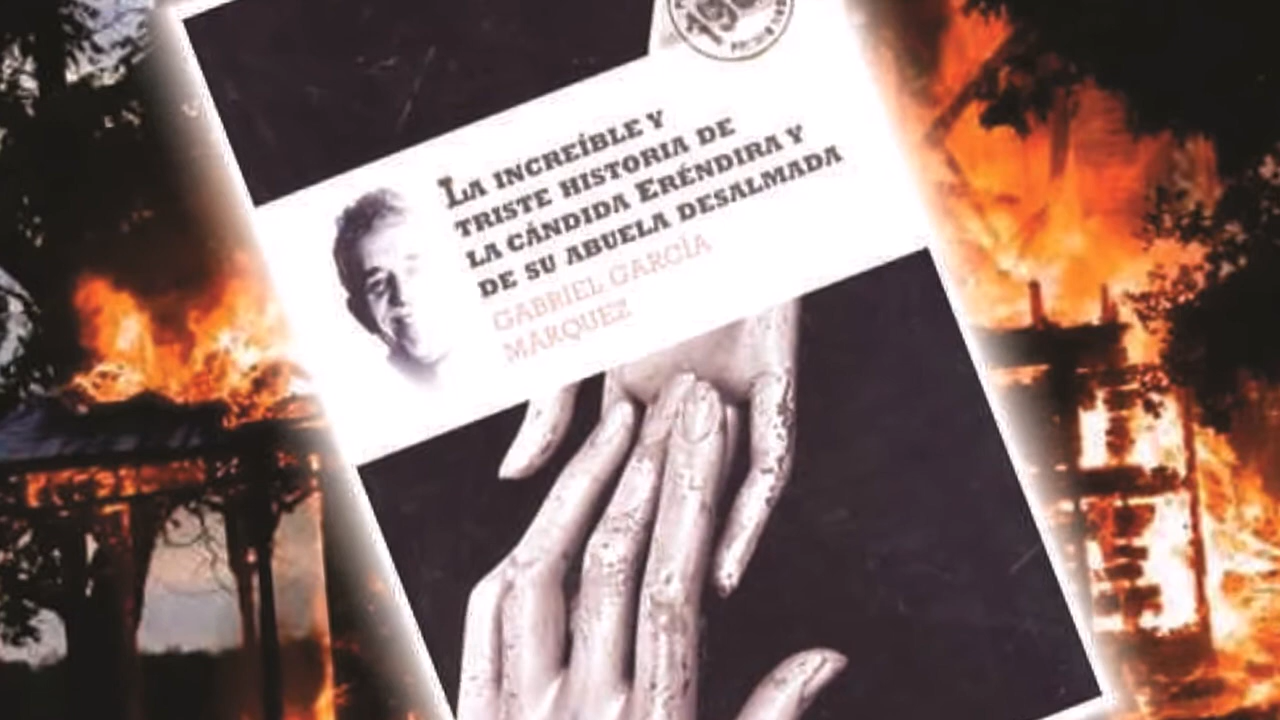 LA INCREÍBLE Y
TRISTE HISTORIA DE
LA CÁNDIDA ERÉNDIRA Y
DE SU ABUELA DESALMADA
GABRIEL GARCÍA
MÁRQUEZ